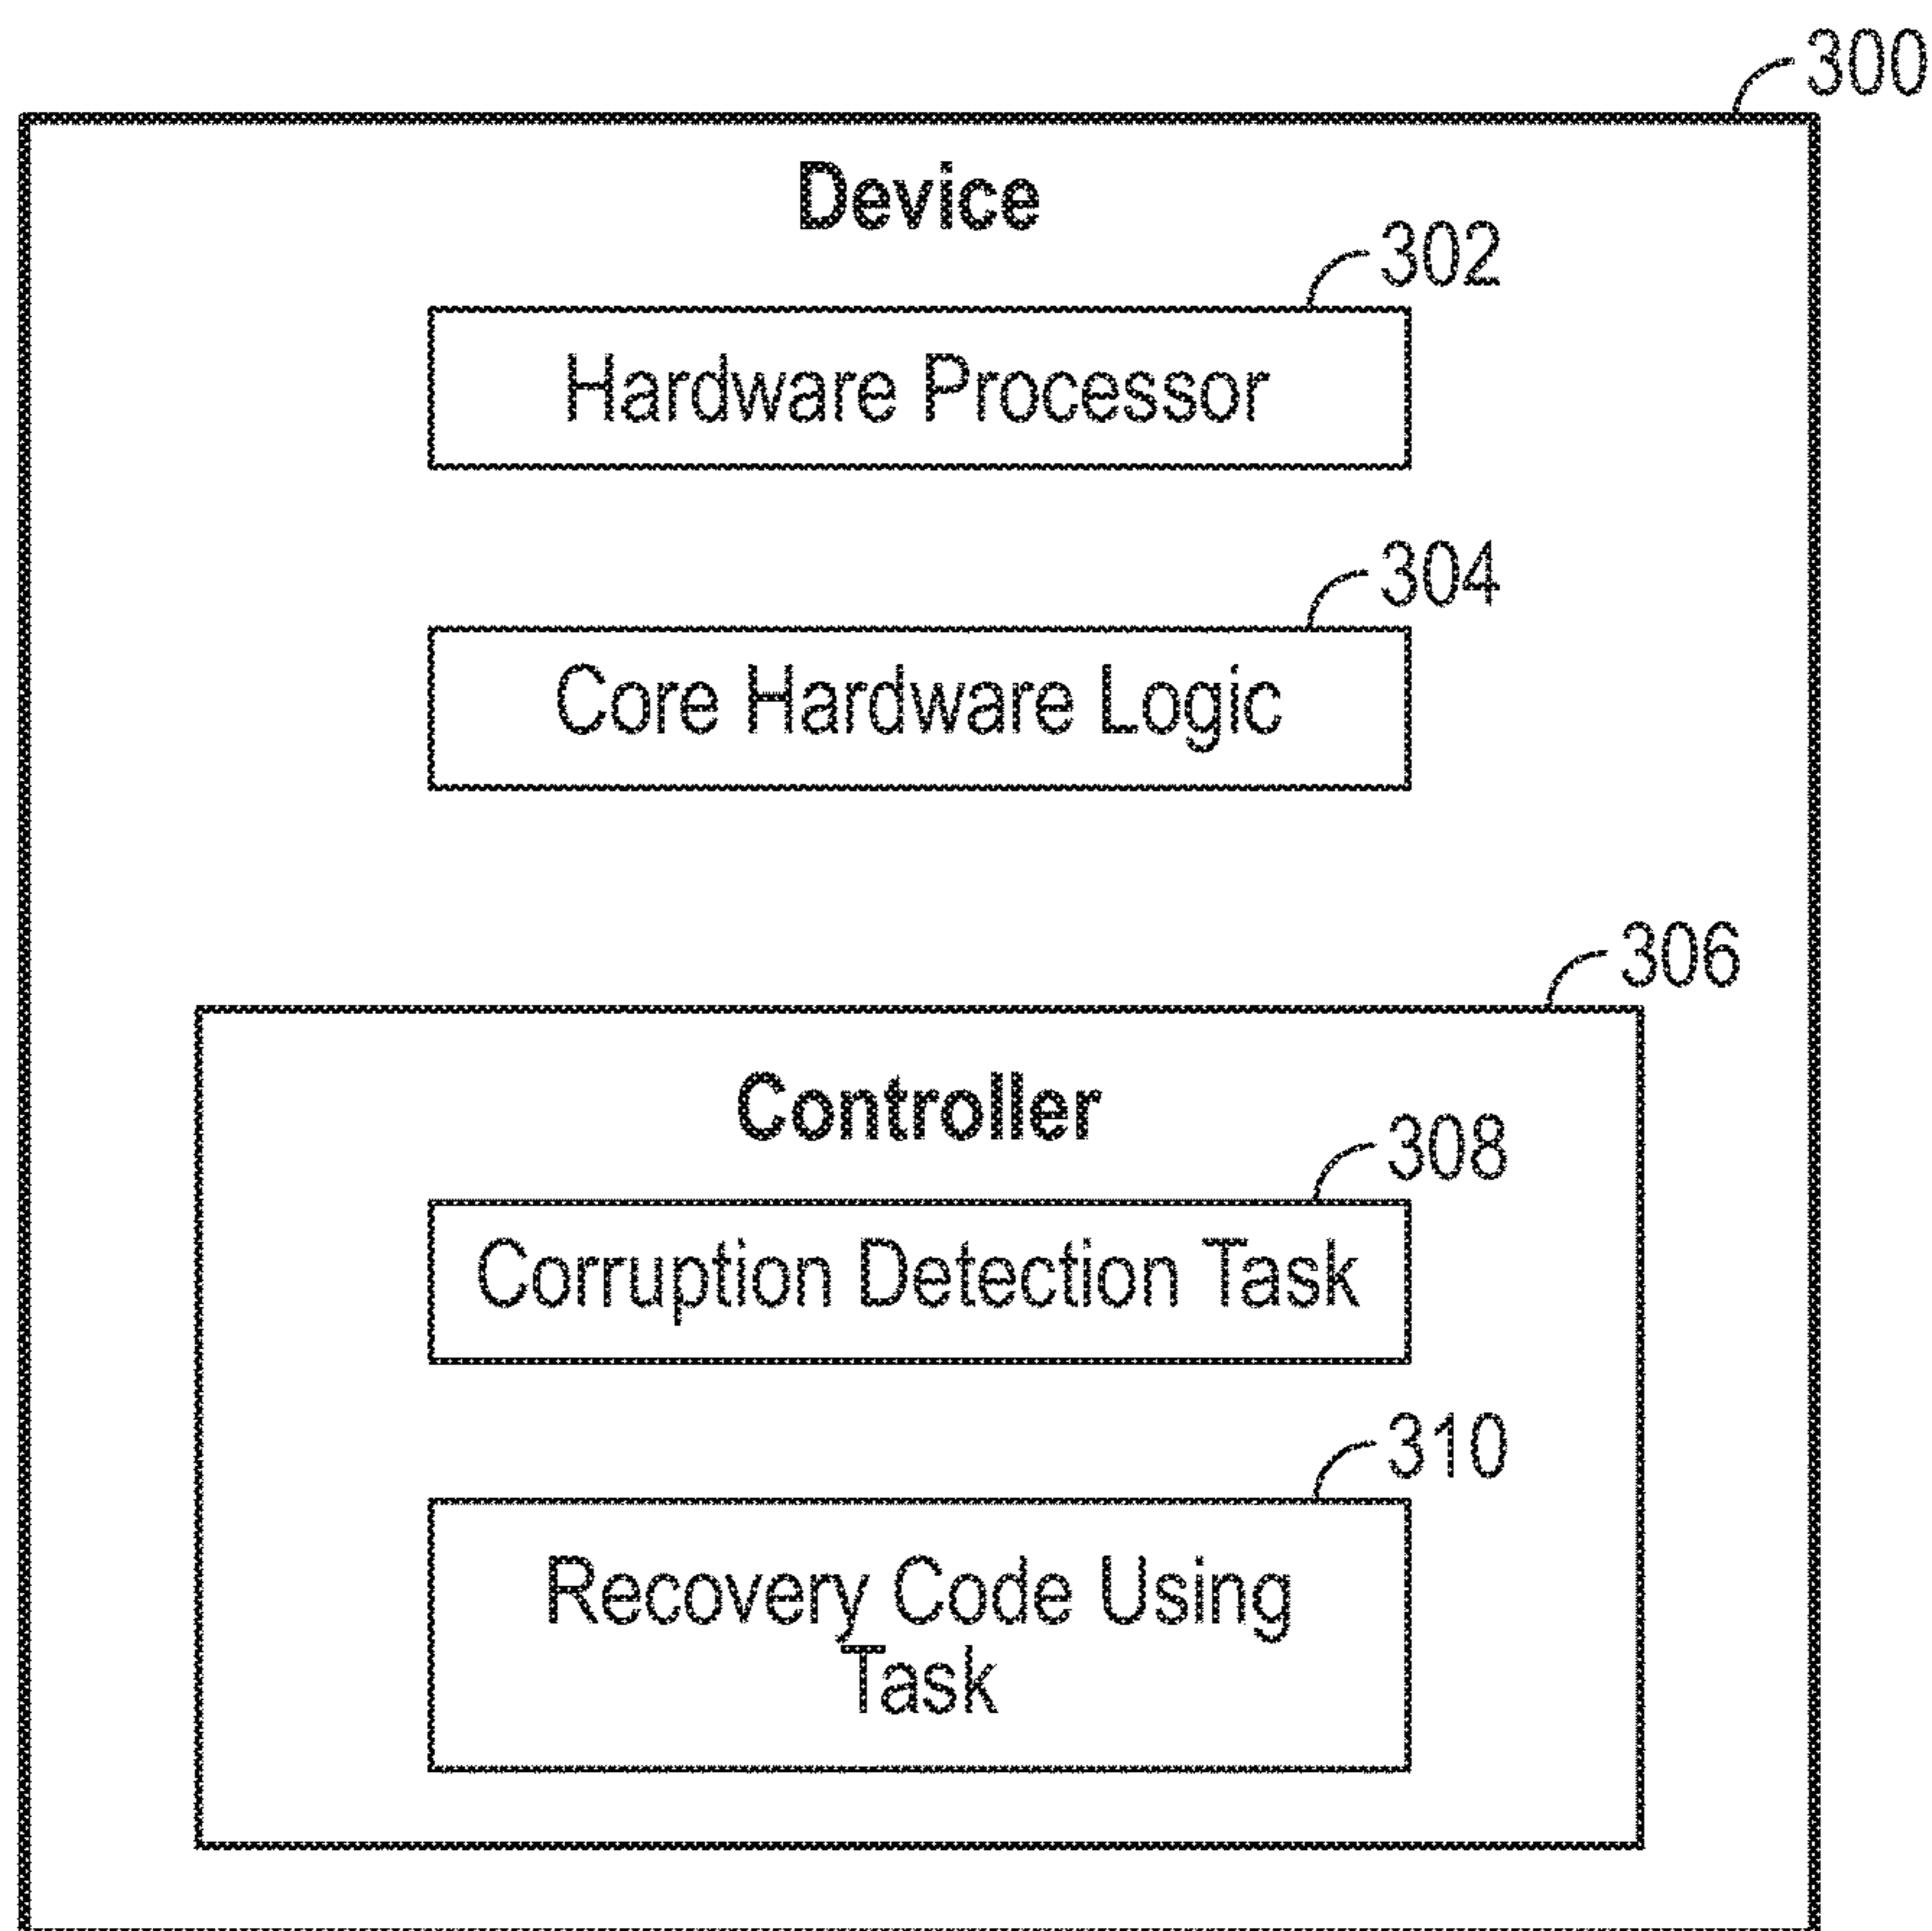 300
Device
302
Hardware Processor
304
Core Hardware Logic
306
Controller
308
Corruption Detection Task
310
Recovery Code Using
Task